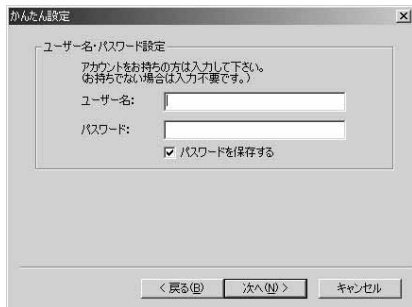 かんたん設定
ユーザー名・パスワード設定
アカウントをお持ちの方は入力して下さい。
(お持ちでない場合は入力不要です。)
ユーザー名:
パスワード:
パスワードを保存する
< 戻る(B)
次へ(N) >
キャンセル